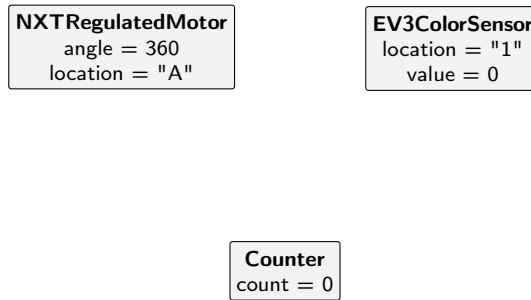 NXTRegulatedMotor
angle = 360
location = "A"
EV3ColorSensor
location = "1"
value = 0
Counter
count = 0